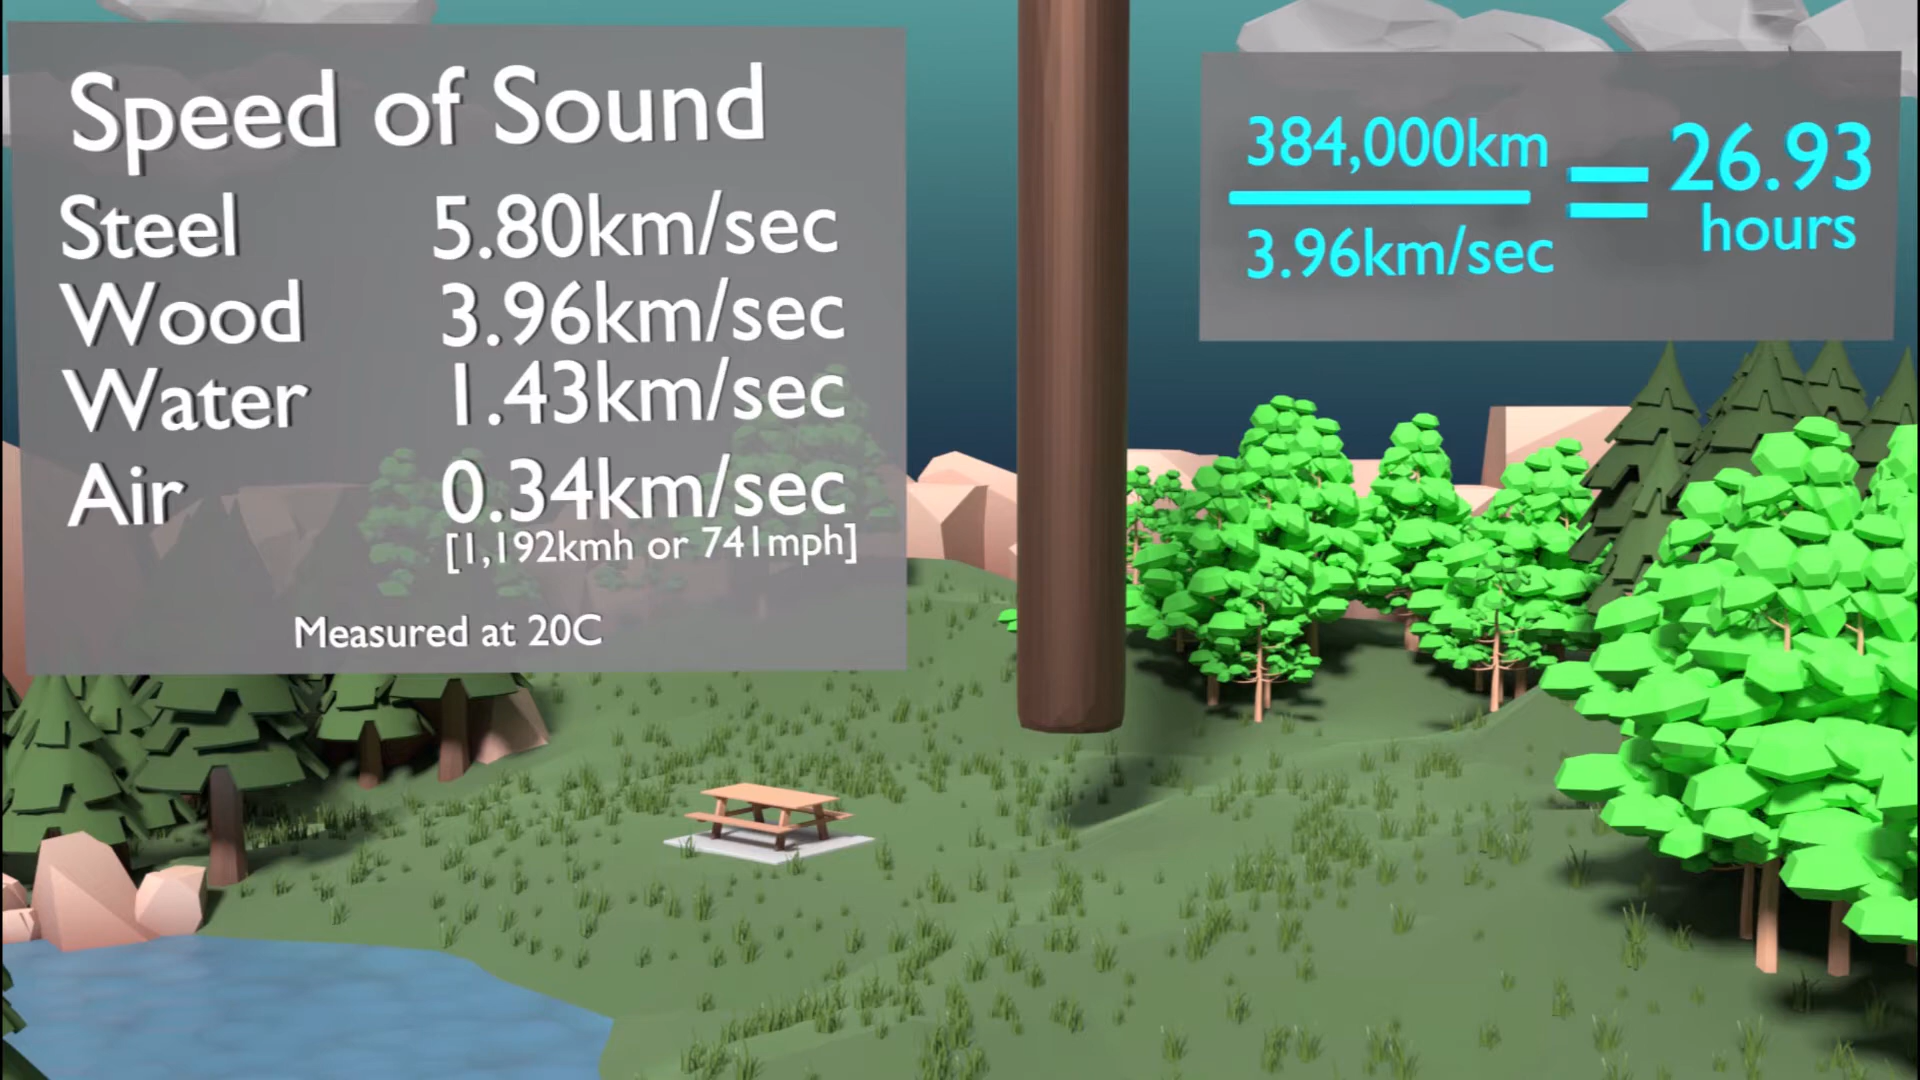 Speed of Sound
Steel 5.80km/sec
Wood 3.96km/sec
Water 1.43km/sec
Air 0.34km/sec
[1,192kmh or 741mph]
Measured at 20C
384,000km
3.96km/sec
= 26.93
hours